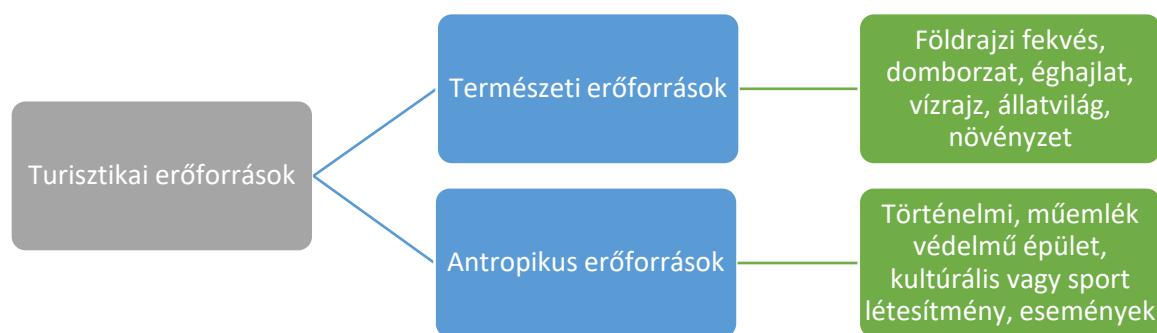 Turisztikai erőforrások
Természeti erőforrások
Földrajzi fekvés,
domborzat, éghajlat,
vízrajz, állatvilág,
növényzet
Antropikus erőforrások
Történelmi, műemlék
védelmű épület,
kultúrális vagy sport
létesítmény, események